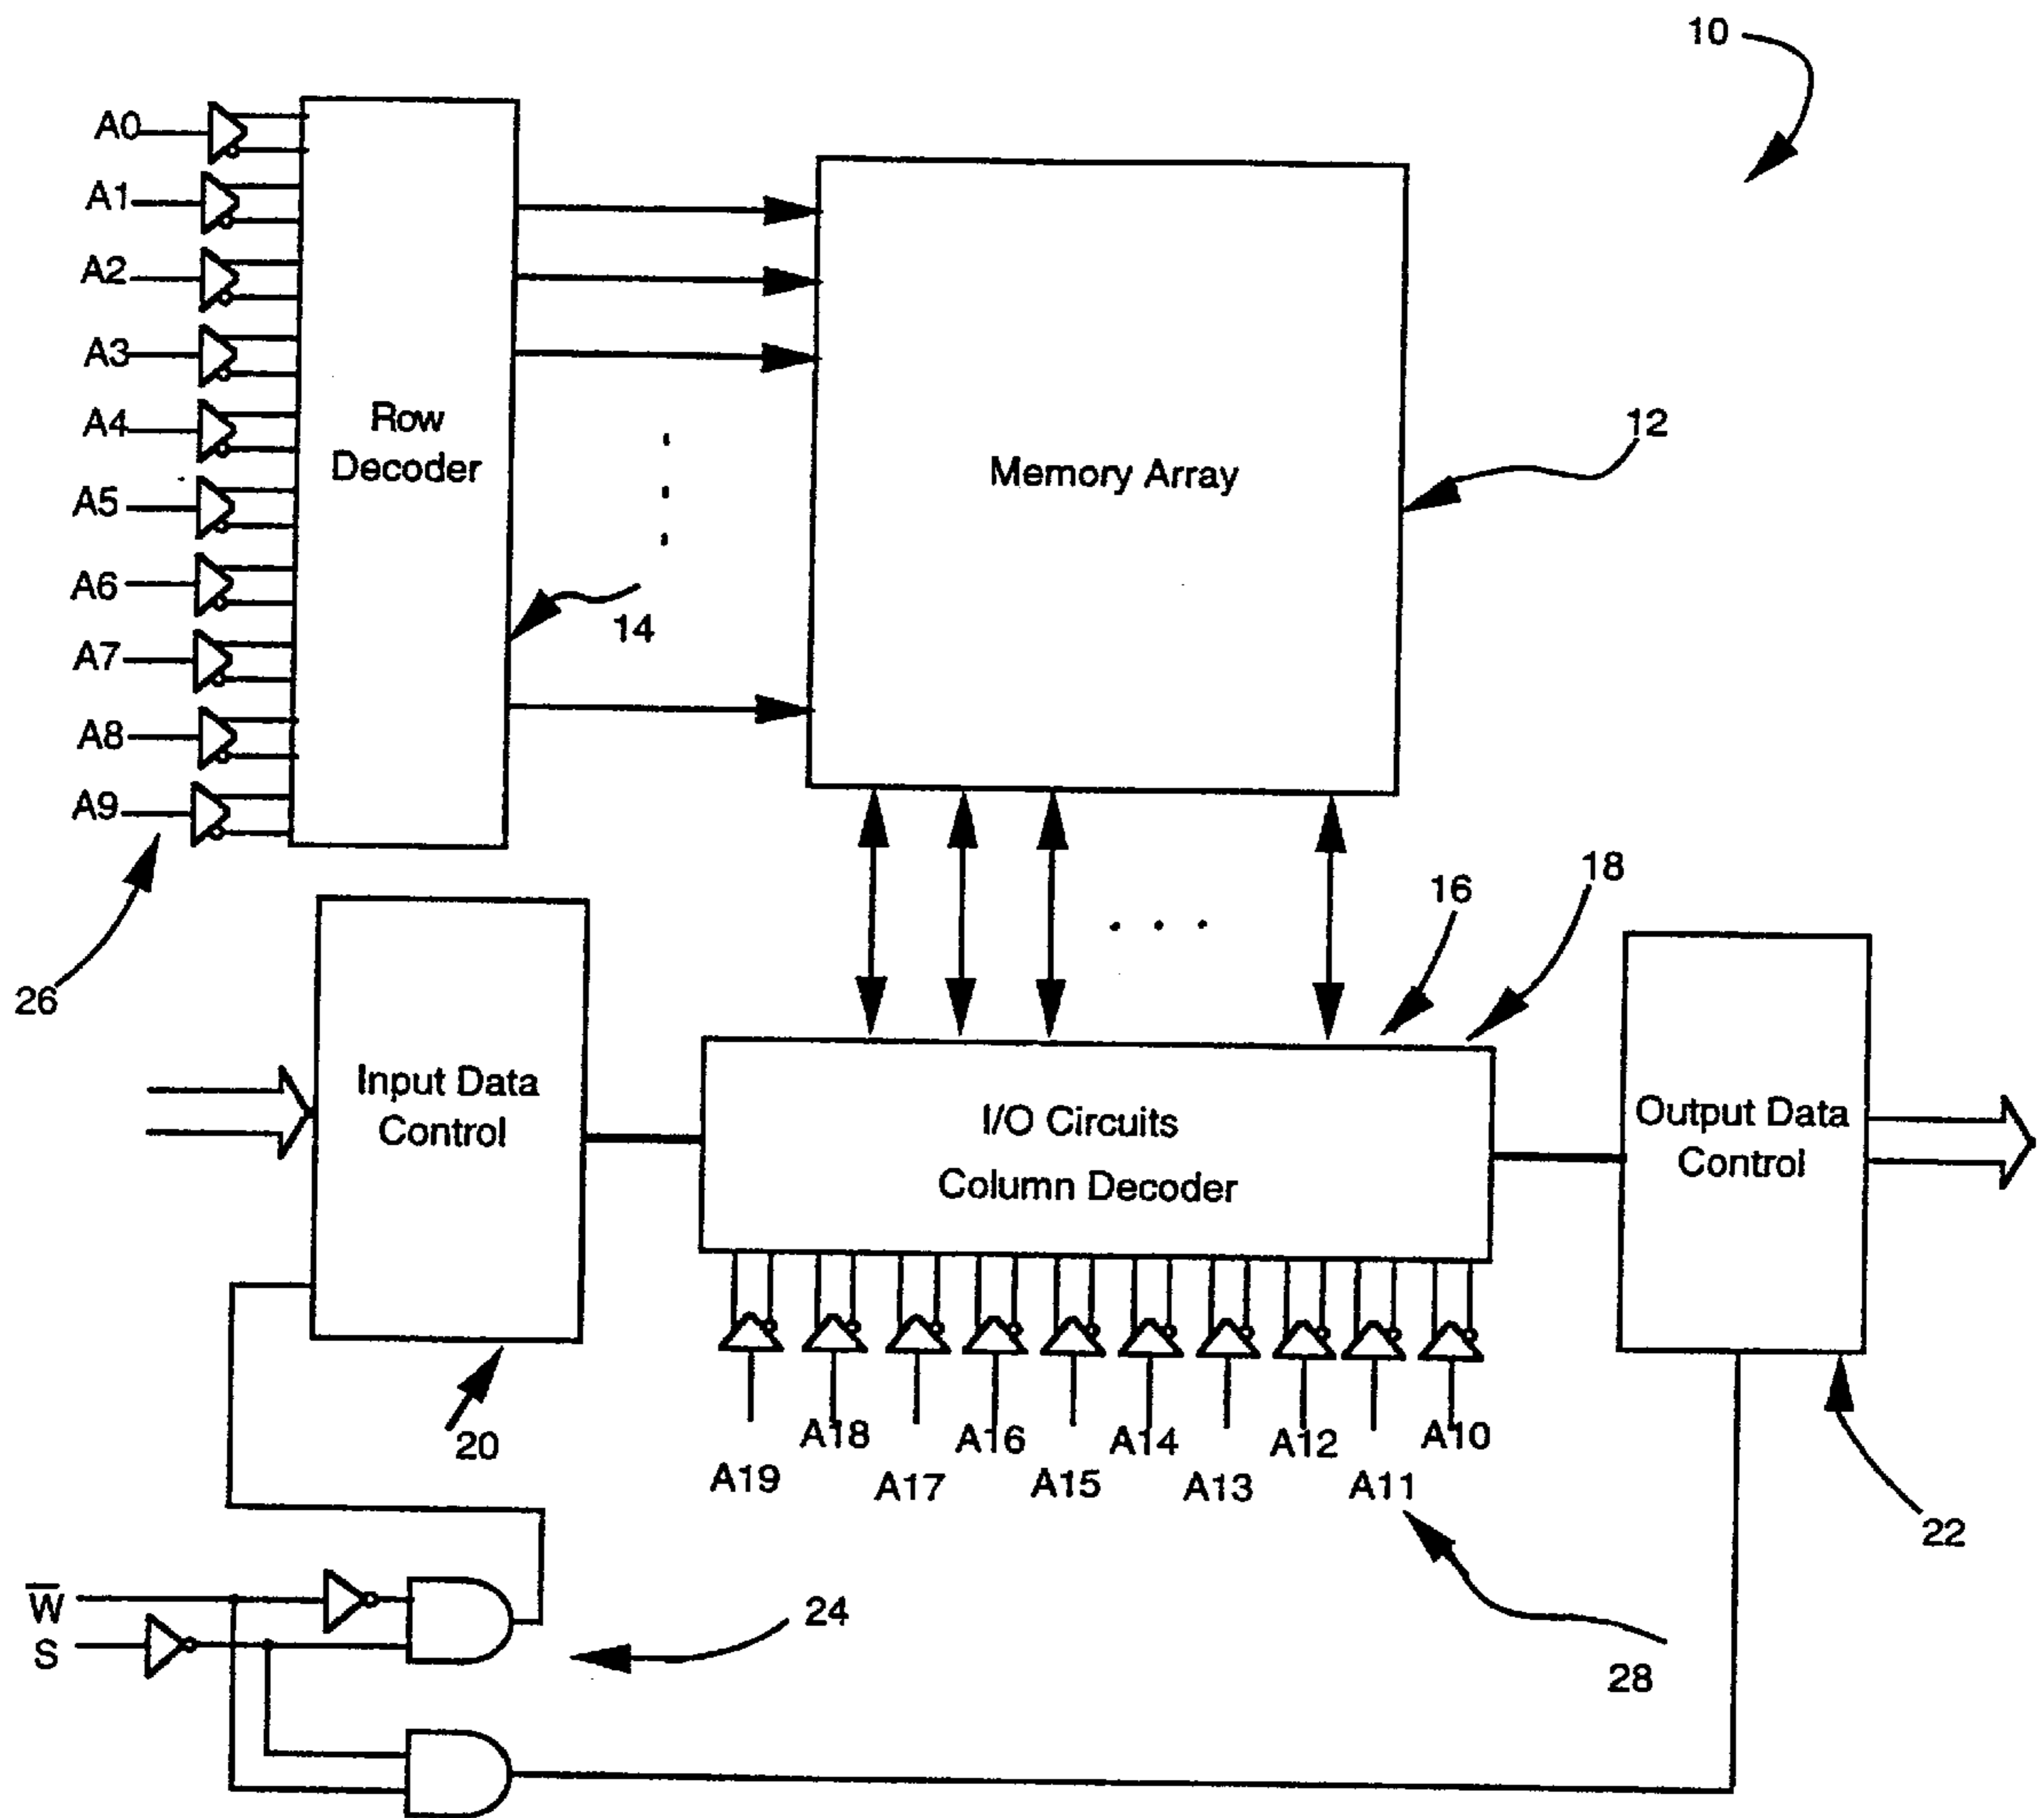 10
A0
A1
A2
A3
A4
A5
A6
A7
A8
A9
Row
Decoder
Memory Array
12
14
26
16
18
Input Data
Control
I/O Circuits
Column Decoder
Output Data
Control
20
A18
A16
A14
A12
A10
A19
A17
A15
A13
A11
22
W̅
S
24
28